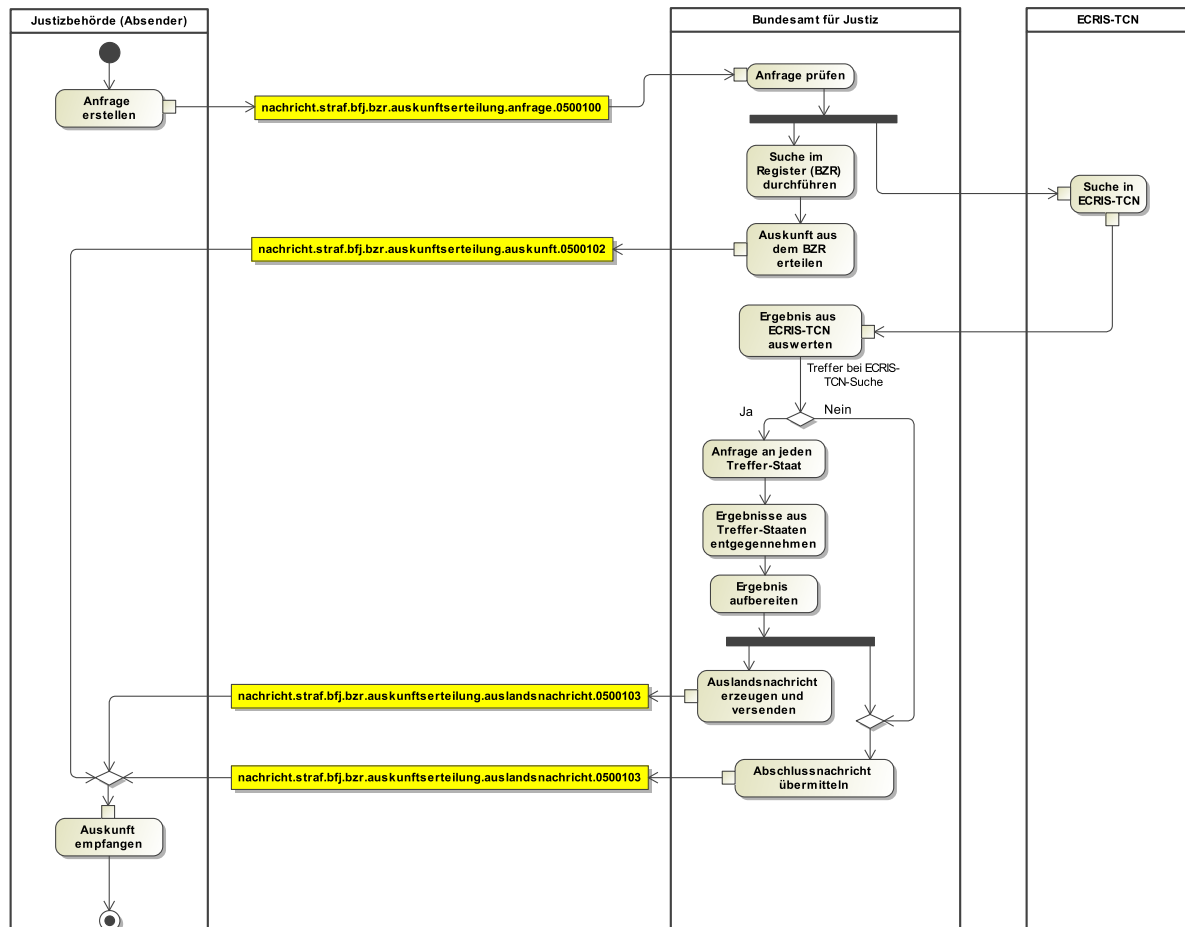 Justizbehörde (Absender)
Bundesamt für Justiz
ECRIS-TCN
Anfrage
erstellen
nachricht.straf.bfj.bzr.auskunftserteilung.anfrage.0500100
Anfrage prüfen
Suche im
Register (BZR)
durchführen
Suche in
ECRIS-TCN
nachricht.straf.bfj.bzr.auskunftserteilung.auskunft.0500102
Auskunft aus
dem BZR
erteilen
Ergebnis aus
ECRIS-TCN
auswerten
Treffer bei ECRIS-
TCN-Suche
Ja
Nein
Anfrage an jeden
Treffer-Staat
Ergebnisse aus
Treffer-Staaten
entgegennehmen
Ergebnis
aufbereiten
nachricht.straf.bfj.bzr.auskunftserteilung.auslandsnachricht.0500103
Auslandsnachricht
erzeugen und
versenden
nachricht.straf.bfj.bzr.auskunftserteilung.auslandsnachricht.0500103
Abschlussnachricht
übermitteln
Auskunft
empfangen